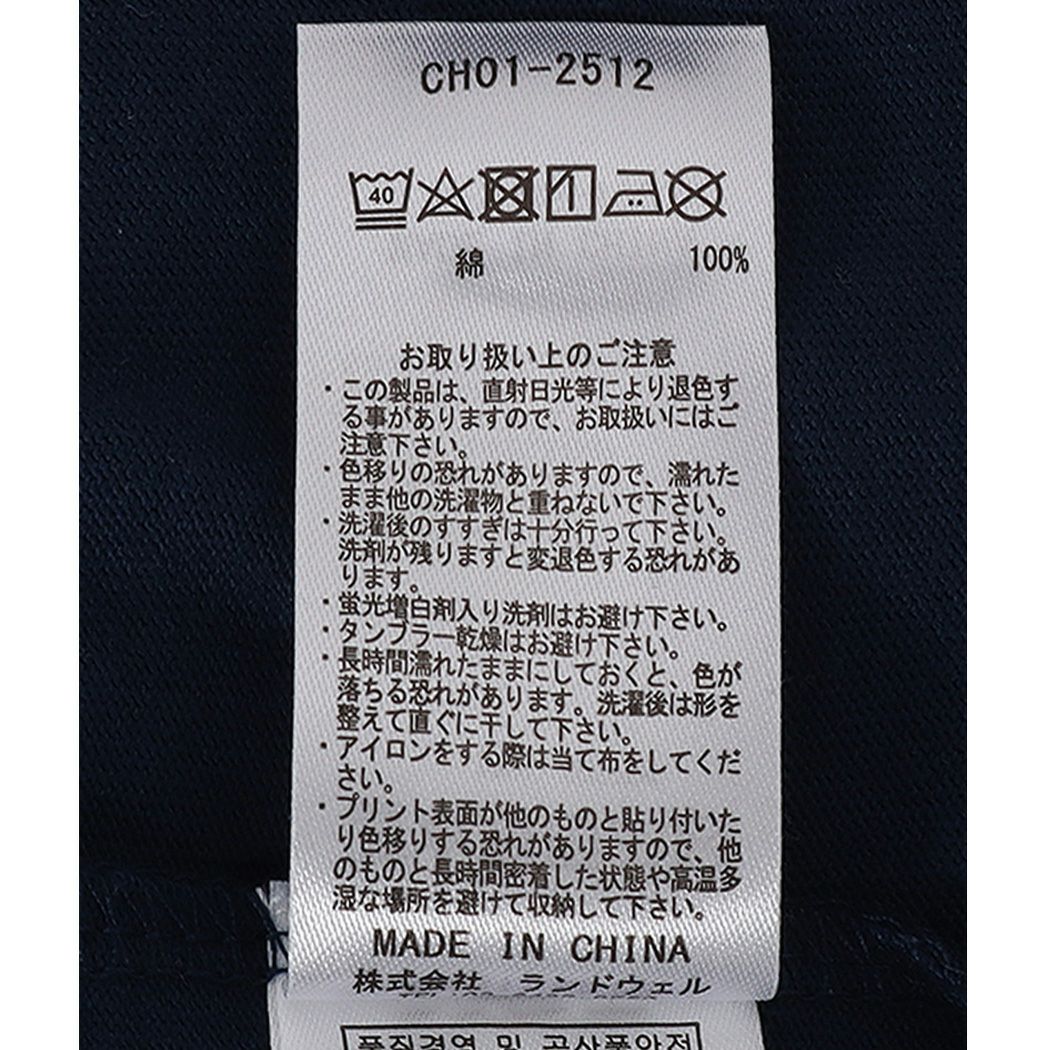 CH01-2512
40
綿 100%
お取り扱い上のご注意
・この製品は、直射日光等により退色す
る事がありますので、お取扱いにはご
注意下さい。
・色移りの恐れがありますので、濡れた
まま他の洗濯物と重ねないで下さい。
・洗濯後のすすぎは十分行って下さい。
洗剤が残りますと変退色する恐れがあ
ります。
・蛍光増白剤入り洗剤はお避け下さい。
・タンブラー乾燥はお避け下さい。
・長時間濡れたままにしておくと、色が
落ちる恐れがあります。洗濯後は形を
整えて直ぐに干して下さい。
・アイロンをする際は当て布をしてくだ
さい。
・プリント表面が他のものと貼り付いた
り色移りする恐れがありますので、他
のものと長時間密着した状態や高温多
湿な場所を避けて収納して下さい。
MADE IN CHINA
株式会社 ランドウェル
품질경영 및 공산품안전